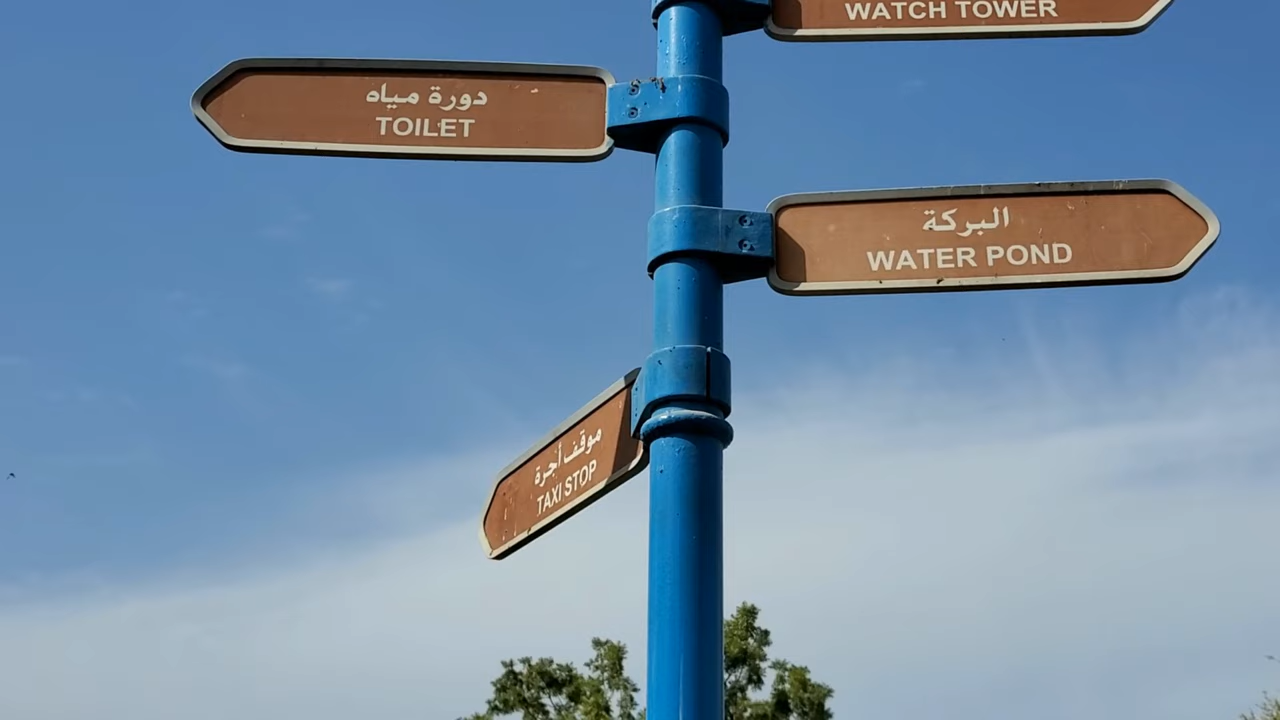 WATCH TOWER
دورة مياه
TOILET
البركة
WATER POND
موقف أجرة
TAXI STOP